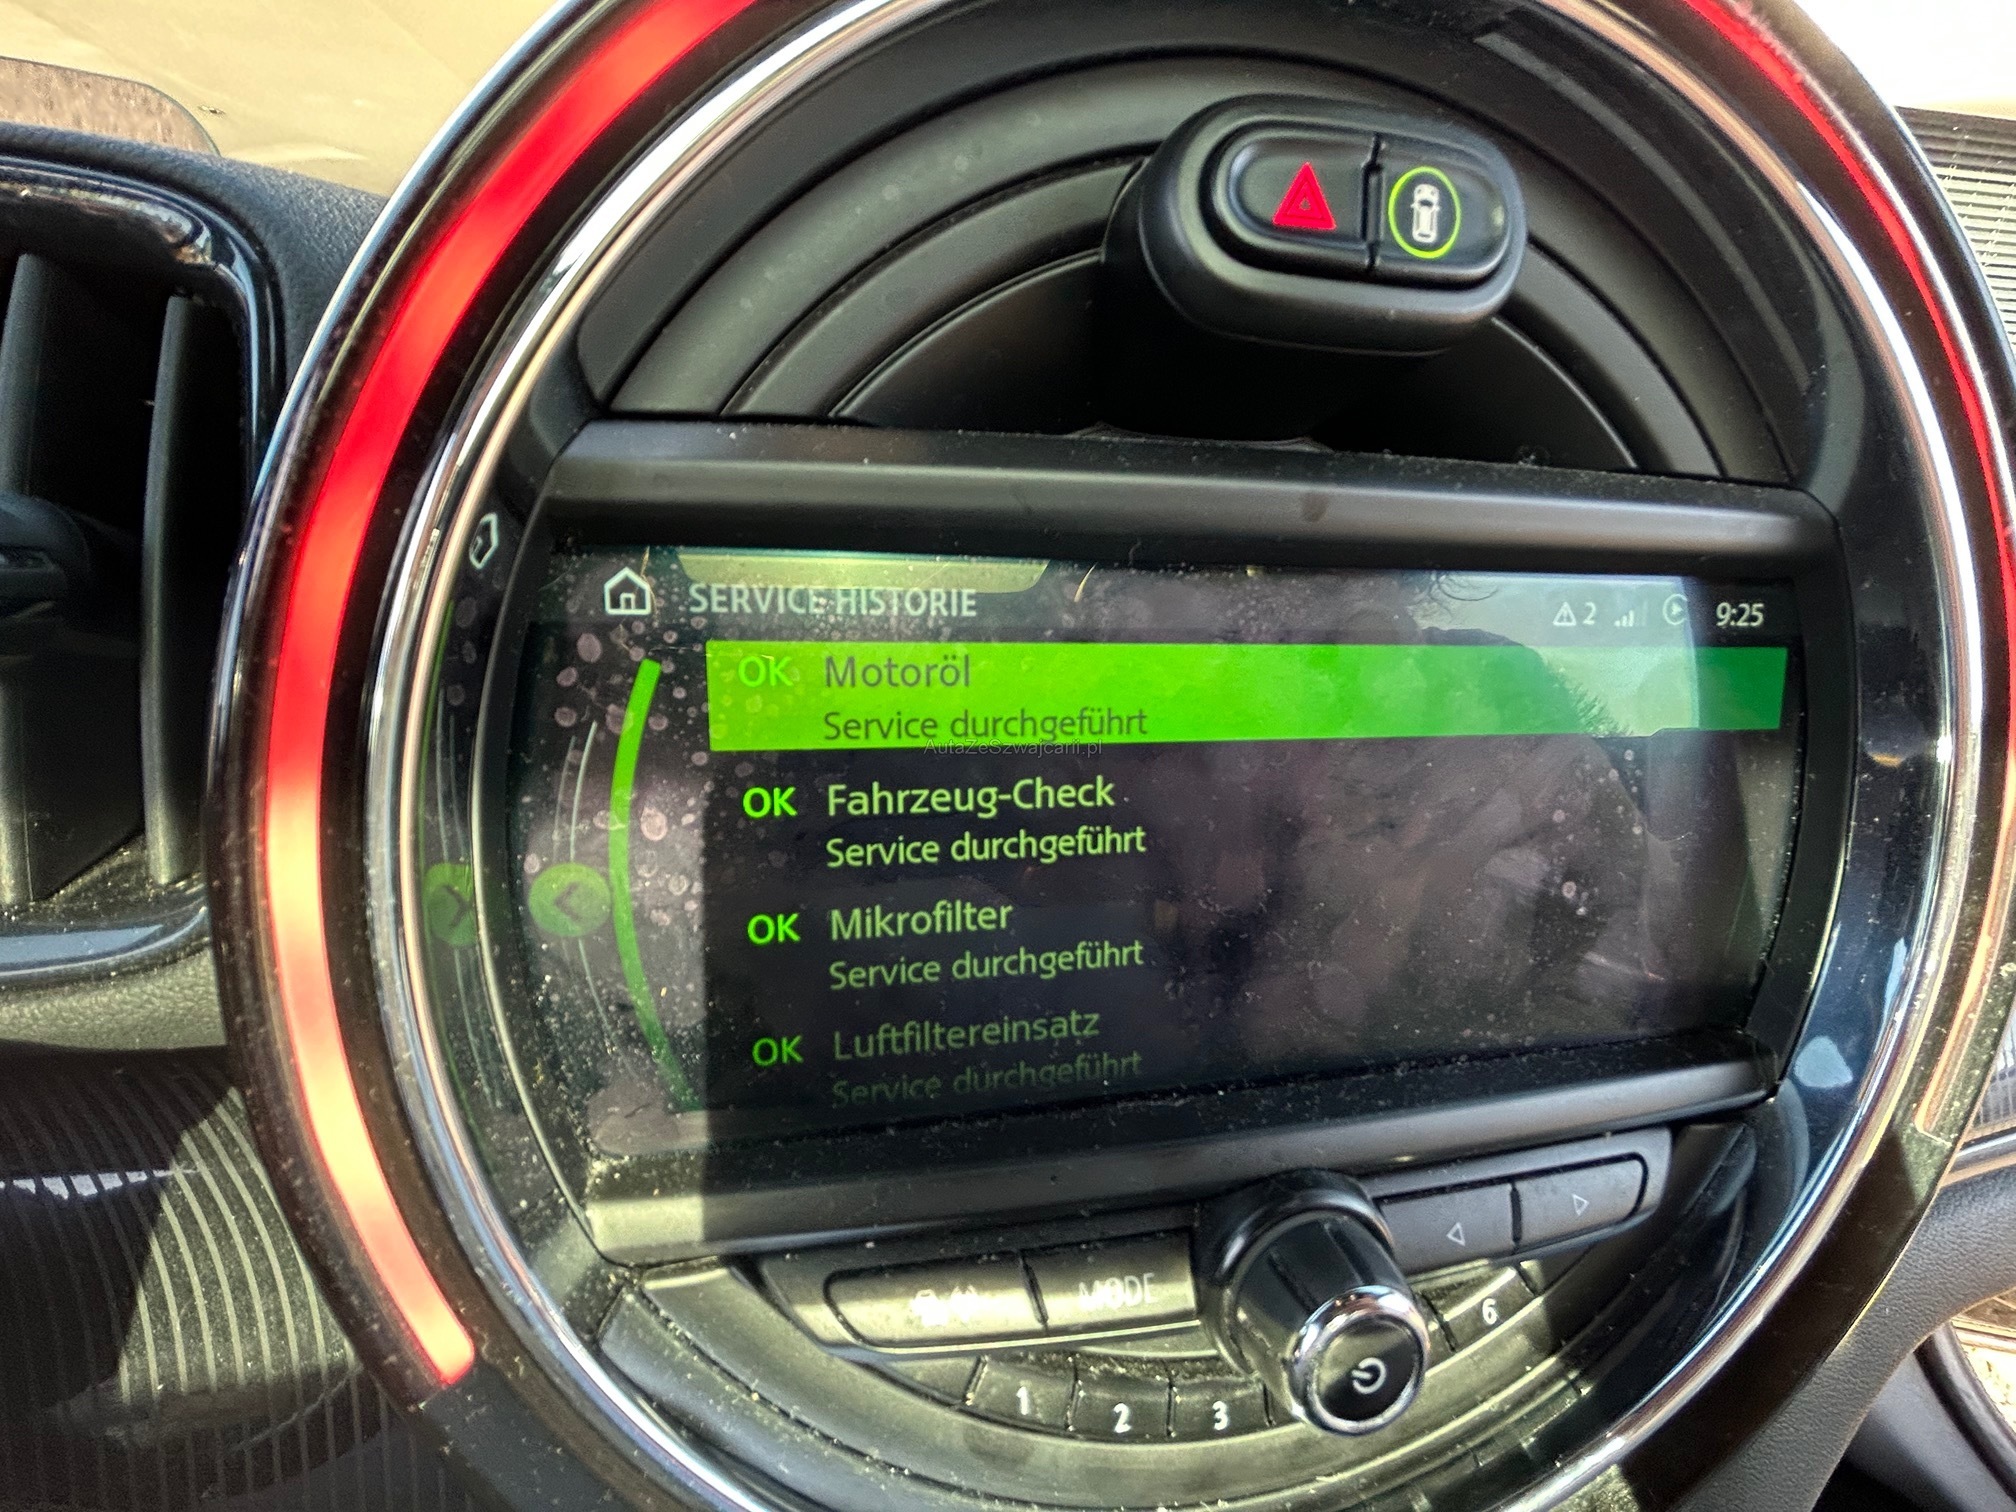 SERVICE HISTORIE
2
9:25
OK Motoröl
Service durchgeführt
AutaZeSzwajcarii.pl
OK Fahrzeug-Check
Service durchgeführt
OK Mikrofilter
Service durchgeführt
OK Luftfiltereinsatz
Service durchgeführt
MODE
1 2 3 6